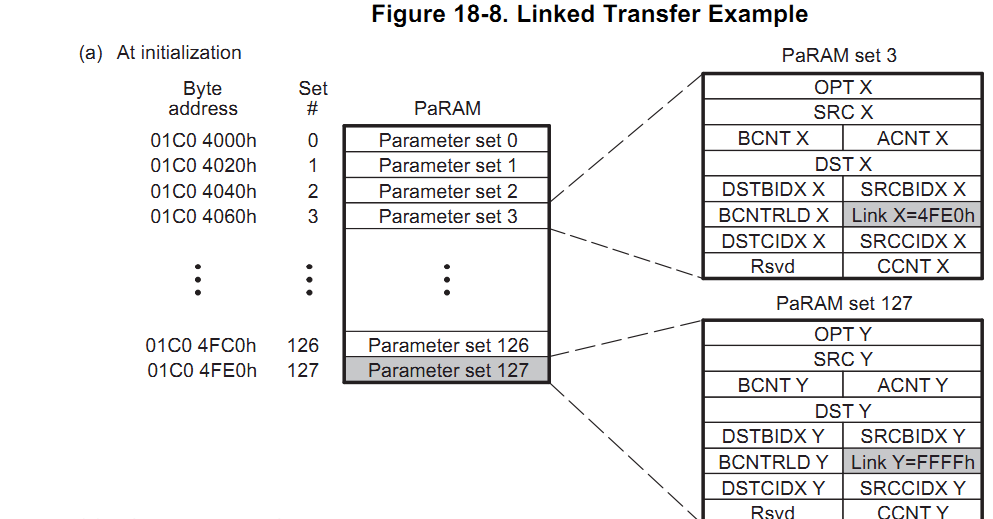 Figure 18-8. Linked Transfer Example
(a) At initialization
Byte address Set # PaRAM
01C0 4000h 0 Parameter set 0
01C0 4020h 1 Parameter set 1
01C0 4040h 2 Parameter set 2
01C0 4060h 3 Parameter set 3
01C0 4FC0h 126 Parameter set 126
01C0 4FE0h 127 Parameter set 127
PaRAM set 3
OPT X
SRC X
BCNT X ACNT X
DST X
DSTBIDX X SRCBIDX X
BCNTRLD X Link X=4FE0h
DSTCIDX X SRCCIDX X
Rsvd CCNT X
PaRAM set 127
OPT Y
SRC Y
BCNT Y ACNT Y
DST Y
DSTBIDX Y SRCBIDX Y
BCNTRLD Y Link Y=FFFFh
DSTCIDX Y SRCCIDX Y
Rsvd CCNT Y